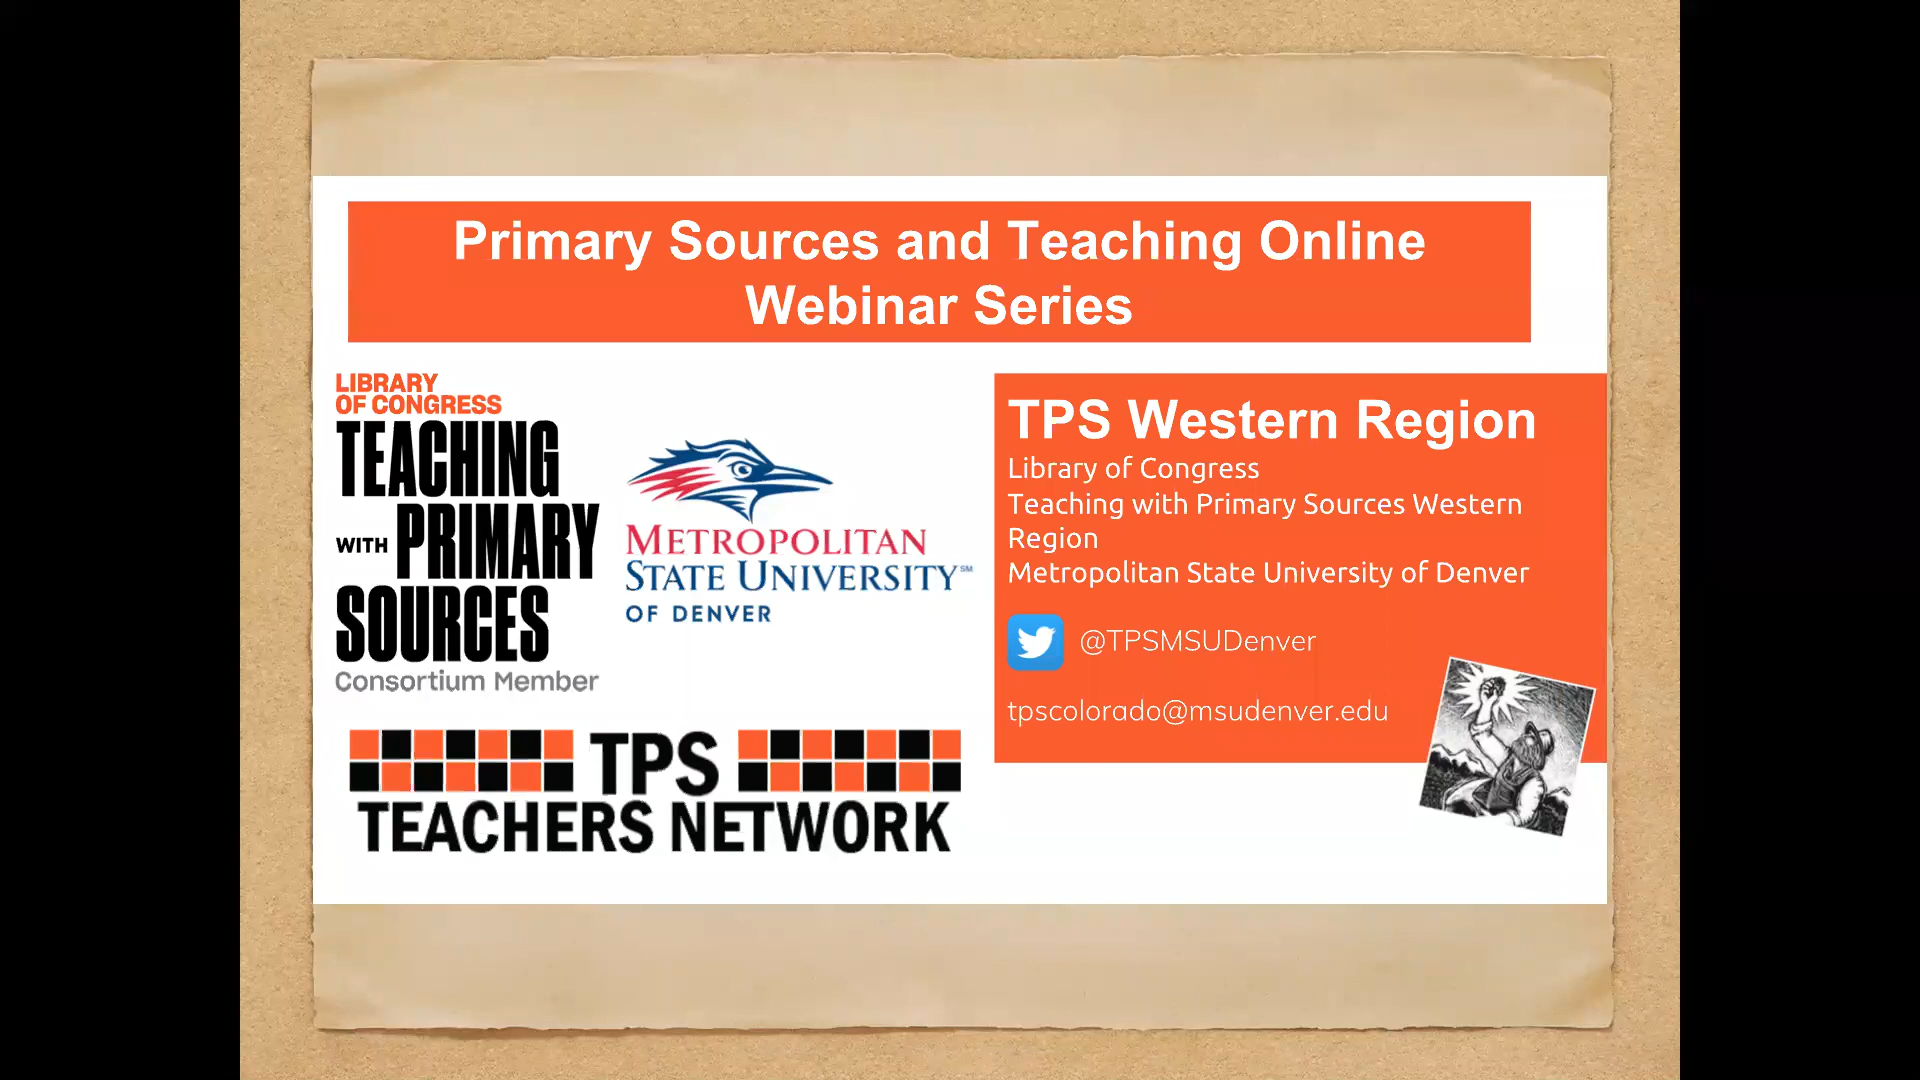 Primary Sources and Teaching Online
Webinar Series
LIBRARY
OF CONGRESS
TEACHING
WITH PRIMARY
SOURCES
Consortium Member
METROPOLITAN
STATE UNIVERSITY℠
OF DENVER
TPS
TEACHERS NETWORK
TPS Western Region
Library of Congress
Teaching with Primary Sources Western
Region
Metropolitan State University of Denver
@TPSMSUDenver
tpscolorado@msudenver.edu